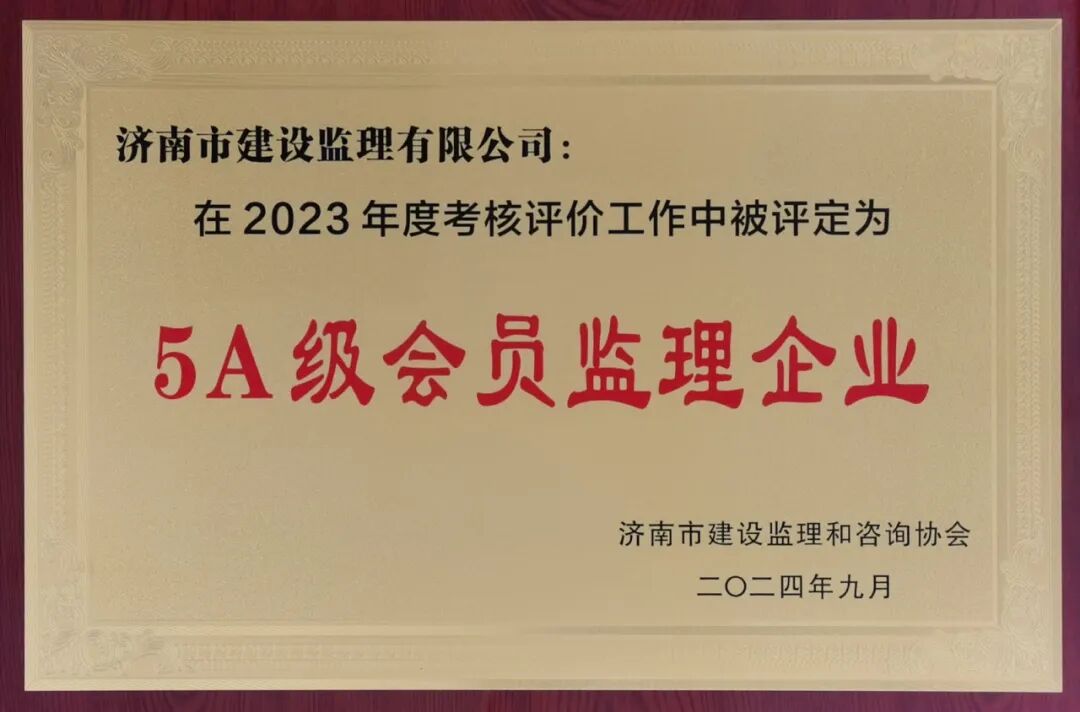 济南市建设监理有限公司：
在2023年度考核评价工作中被评定为
5A级会员监理企业
济南市建设监理和咨询协会
二〇二四年九月